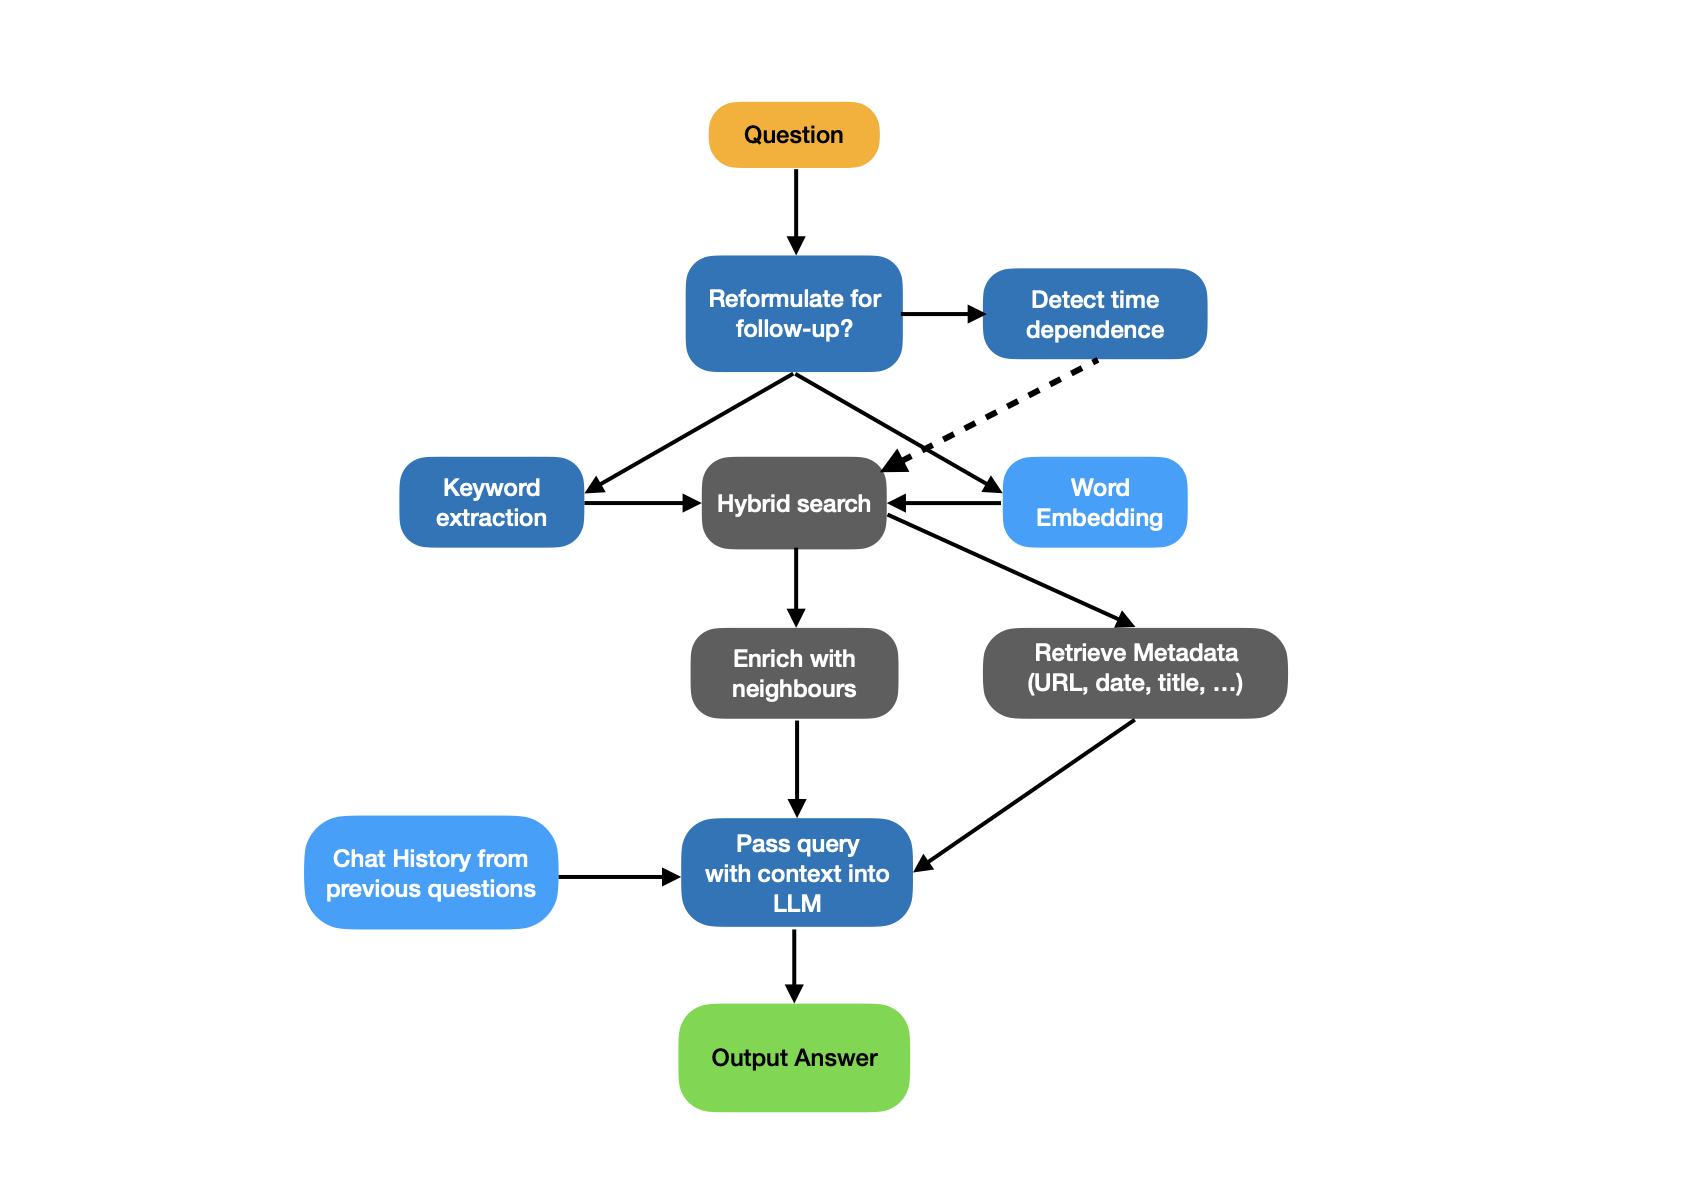 Question
Reformulate for
follow-up?
Detect time
dependence
Keyword
extraction
Hybrid search
Word
Embedding
Enrich with
neighbours
Retrieve Metadata
(URL, date, title, ...)
Chat History from
previous questions
Pass query
with context into
LLM
Output Answer